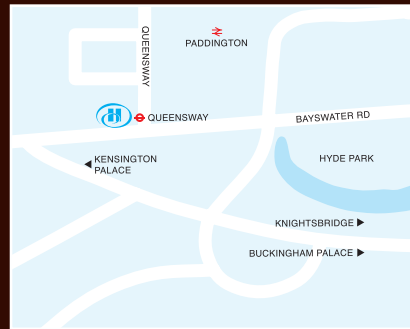 QUEENSWAY
PADDINGTON
H
QUEENSWAY
BAYSWATER RD
KENSINGTON
PALACE
HYDE PARK
KNIGHTSBRIDGE
BUCKINGHAM PALACE